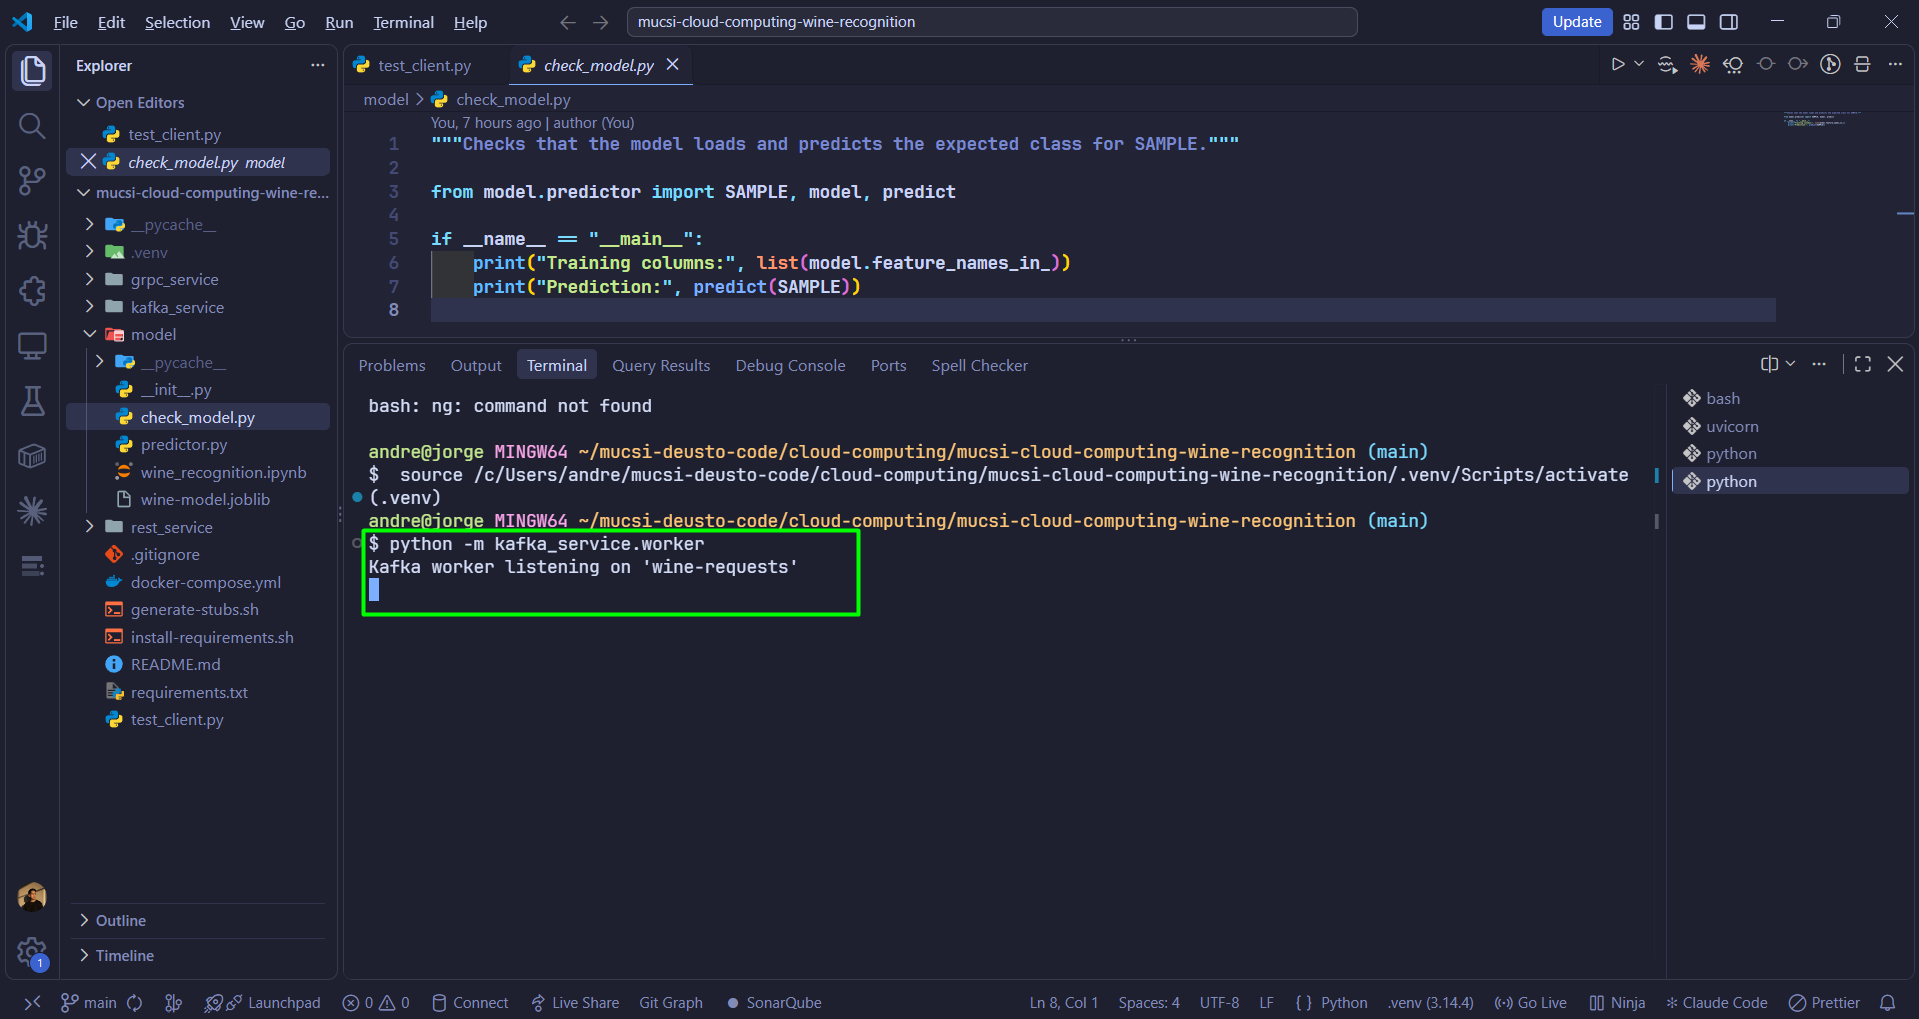 File Edit Selection View Go Run Terminal Help
mucsi-cloud-computing-wine-recognition
Update
Explorer
Open Editors
test_client.py
check_model.py model
mucsi-cloud-computing-wine-re...
__pycache__
.venv
grpc_service
kafka_service
model
__pycache__
__init__.py
check_model.py
predictor.py
wine_recognition.ipynb
wine-model.joblib
rest_service
.gitignore
docker-compose.yml
generate-stubs.sh
install-requirements.sh
README.md
requirements.txt
test_client.py
Outline
Timeline
1
test_client.py check_model.py
model > check_model.py
You, 7 hours ago | author (You)
1 """Checks that the model loads and predicts the expected class for SAMPLE."""
2
3 from model.predictor import SAMPLE, model, predict
4
5 if __name__ == "__main__":
6 print("Training columns:", list(model.feature_names_in_))
7 print("Prediction:", predict(SAMPLE))
8
Problems Output Terminal Query Results Debug Console Ports Spell Checker
bash: ng: command not found
andre@jorge MINGW64 ~/mucsi-deusto-code/cloud-computing/mucsi-cloud-computing-wine-recognition (main)
$  source /c/Users/andre/mucsi-deusto-code/cloud-computing/mucsi-cloud-computing-wine-recognition/.venv/Scripts/activate
(.venv)
andre@jorge MINGW64 ~/mucsi-deusto-code/cloud-computing/mucsi-cloud-computing-wine-recognition (main)
$ python -m kafka_service.worker
Kafka worker listening on 'wine-requests'
bash
uvicorn
python
python
main Launchpad 0 0 Connect Live Share Git Graph SonarQube Ln 8, Col 1 Spaces: 4 UTF-8 LF { } Python .venv (3.14.4) Go Live Ninja Claude Code Prettier